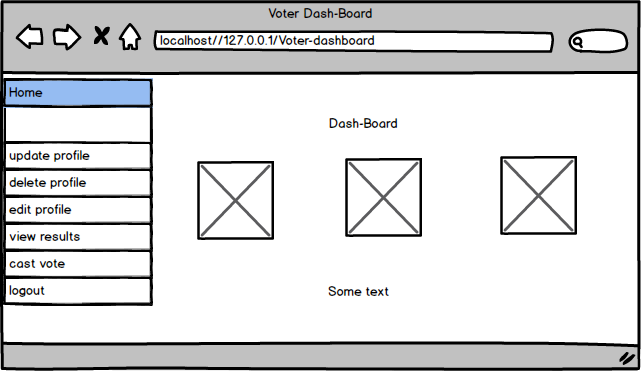 Voter Dash-Board
localhost//127.0.0.1/Voter-dashboard
Home
Dash-Board
update profile
delete profile
edit profile
view results
cast vote
logout
Some text